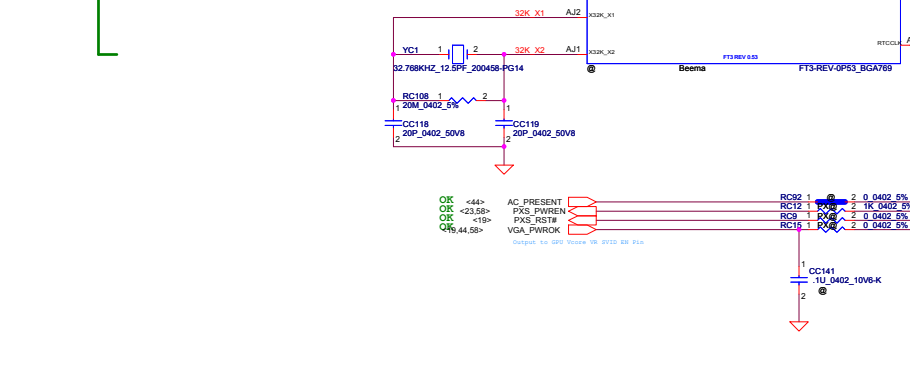 32K_X1
AJ2
X32K_X1
RTCCLK
YC1
1
2
32K_X2
AJ1
X32K_X2
FT3 REV 0.53
32.768KHZ_12.5PF_200458-PG14
@
Beema
FT3-REV-0P53_BGA769
RC108
1
2
20M_0402_5%
1
1
CC118
CC119
20P_0402_50V8
20P_0402_50V8
2
2
OK
<44>
AC_PRESENT
RC92
1
@
2
0_0402_5%
OK
<23,58>
PXS_PWREN
RC12
1
PX@
2
1K_0402_5%
OK
<19>
PXS_RST#
RC9
1
PX@
2
0_0402_5%
OK
<19,44,58>
VGA_PWROK
RC15
1
PX@
2
0_0402_5%
Output to GPU Vcore VR SVID EN Pin
1
CC141
.1U_0402_10V6-K
@
2